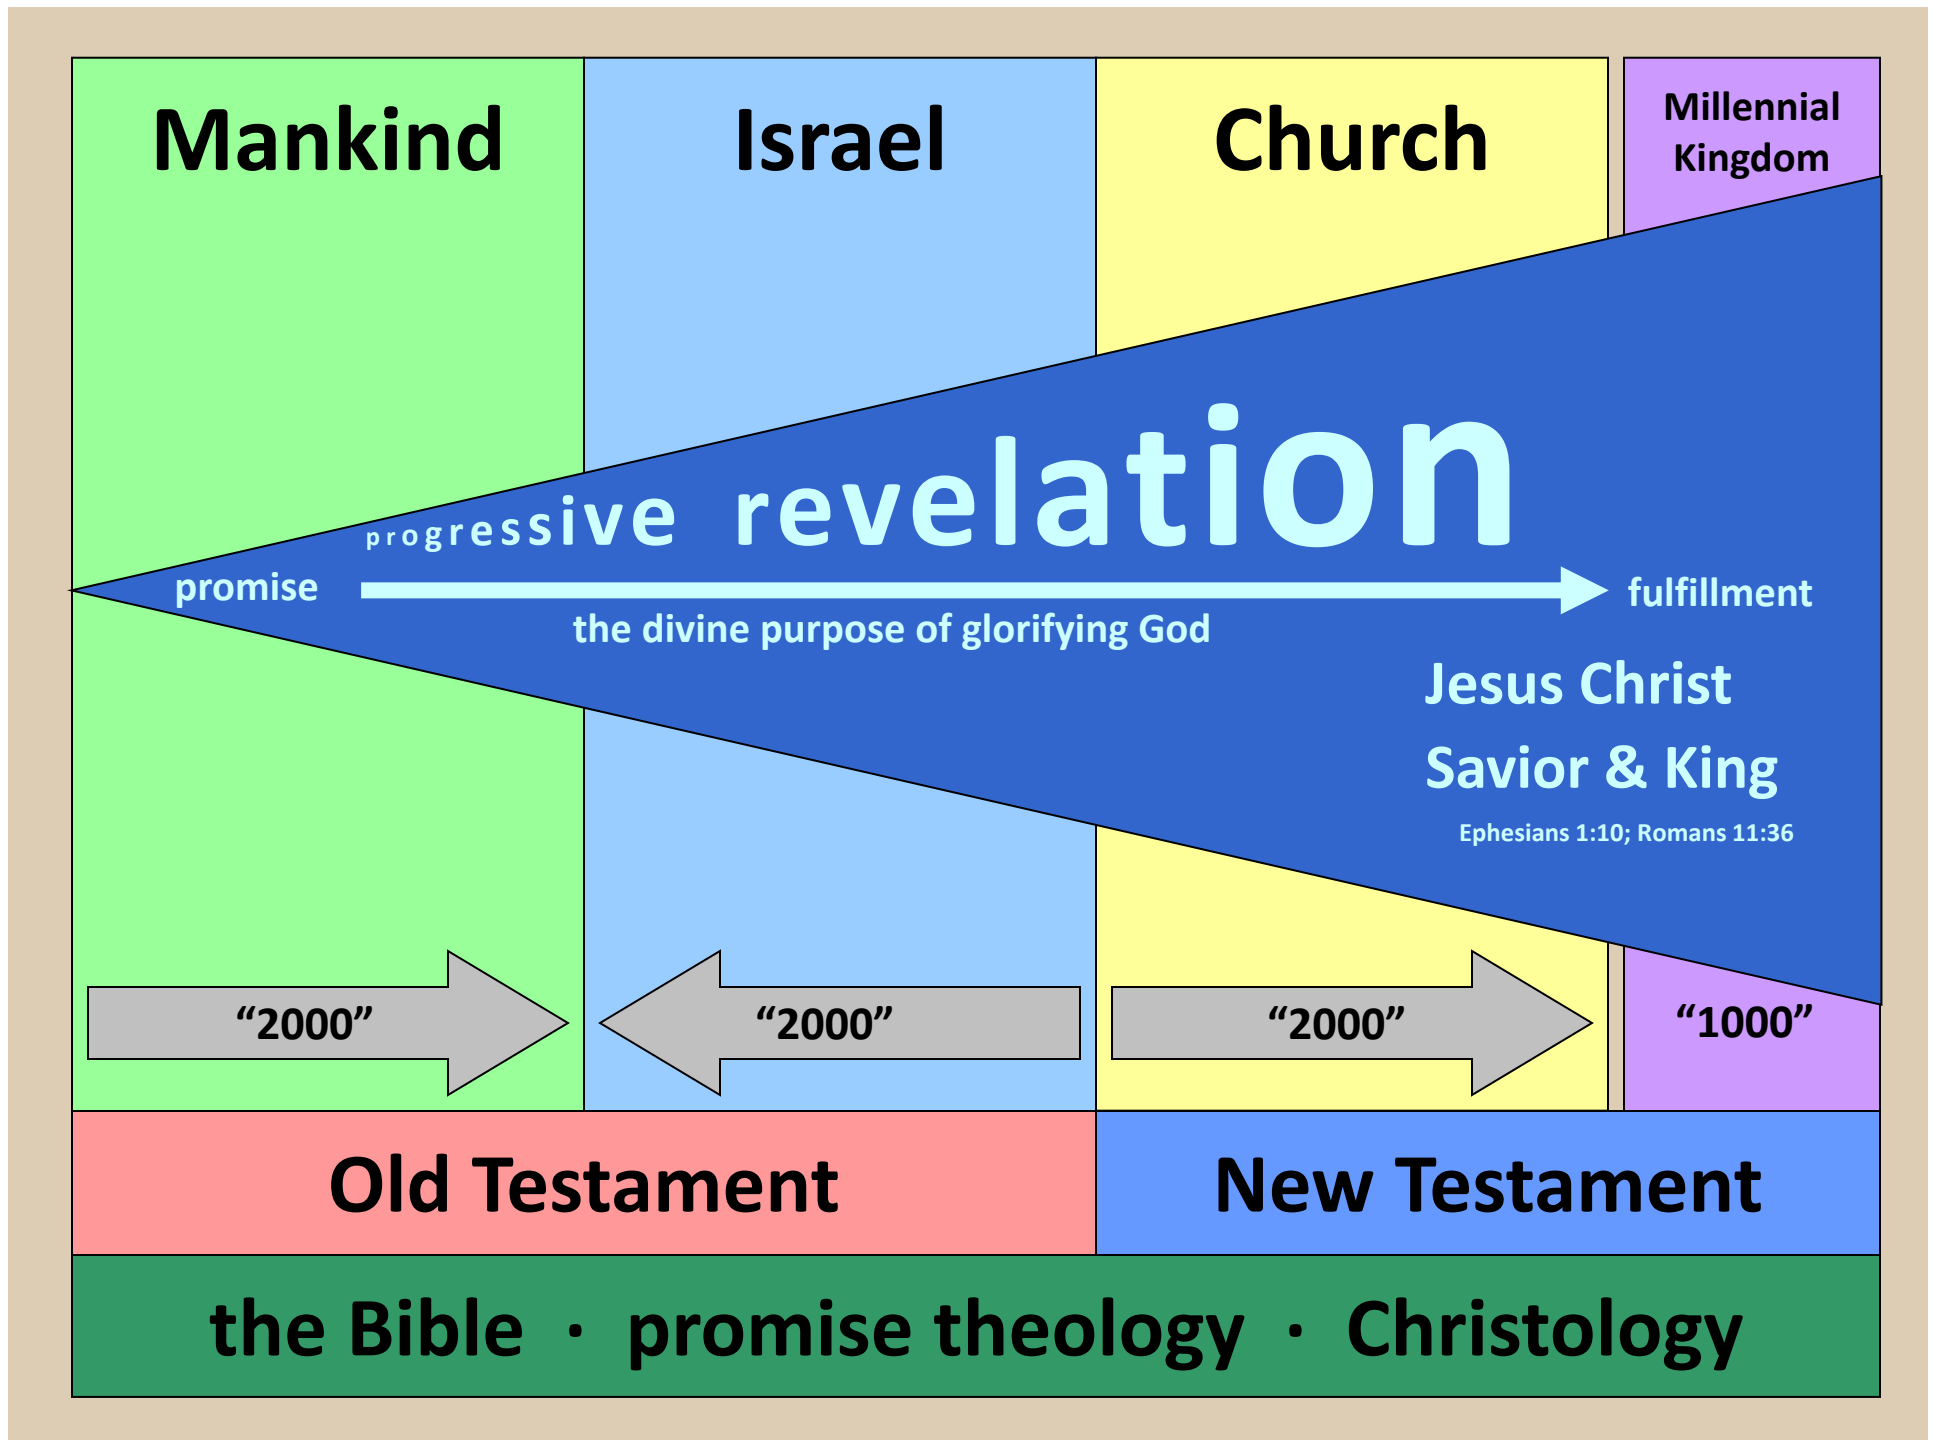 Mankind
Israel
Church
Millennial
Kingdom
progressive revelation
promise
fulfillment
the divine purpose of glorifying God
Jesus Christ
Savior & King
Ephesians 1:10; Romans 11:36
“2000”
“2000”
“2000”
“1000”
Old Testament
New Testament
the Bible · promise theology · Christology